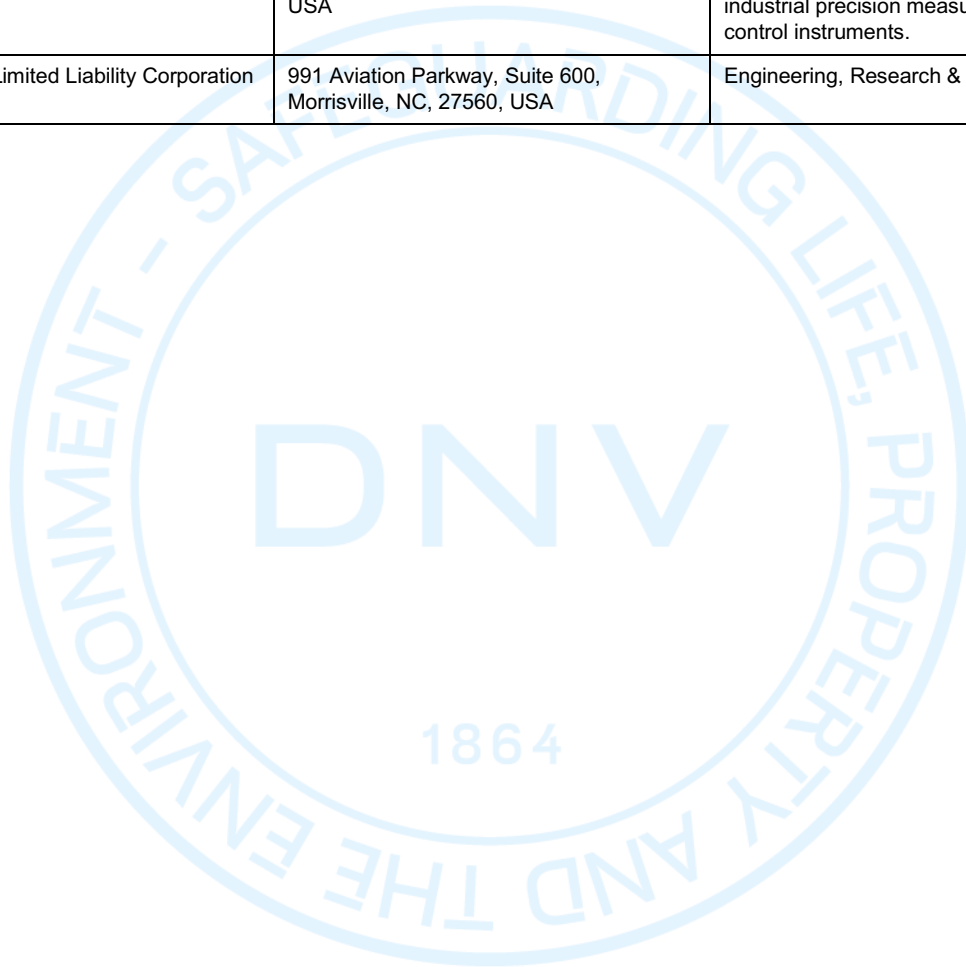 USA
industrial precision measu
control instruments.
Limited Liability Corporation
991 Aviation Parkway, Suite 600,
Morrisville, NC, 27560, USA
Engineering, Research &
SAFEGUARDING LIFE, PROPERTY AND THE ENVIRONMENT –
DNV
1864